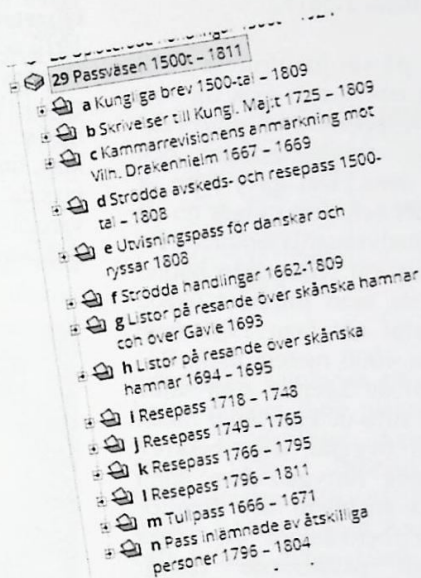 29 Passväsen 1500t – 1811
a Kungliga brev 1500-tal – 1809
b Skrivelser till Kungl. Maj:t 1725 – 1809
c Kammarrevisionens anmärkning mot
Vilh. Drakenhielm 1667 – 1669
d Strödda avskeds- och resepass 1500-
tal – 1808
e Utvisningspass för danskar och
ryssar 1808
f Strödda handlingar 1662-1809
g Listor på resande över skånska hamnar
och över Gävle 1693
h Listor på resande över skånska
hamnar 1694 – 1695
i Resepass 1718 – 1748
j Resepass 1749 – 1765
k Resepass 1766 – 1795
l Resepass 1796 – 1811
m Tullpass 1666 – 1671
n Pass inlämnade av åtskilliga
personer 1796 – 1804